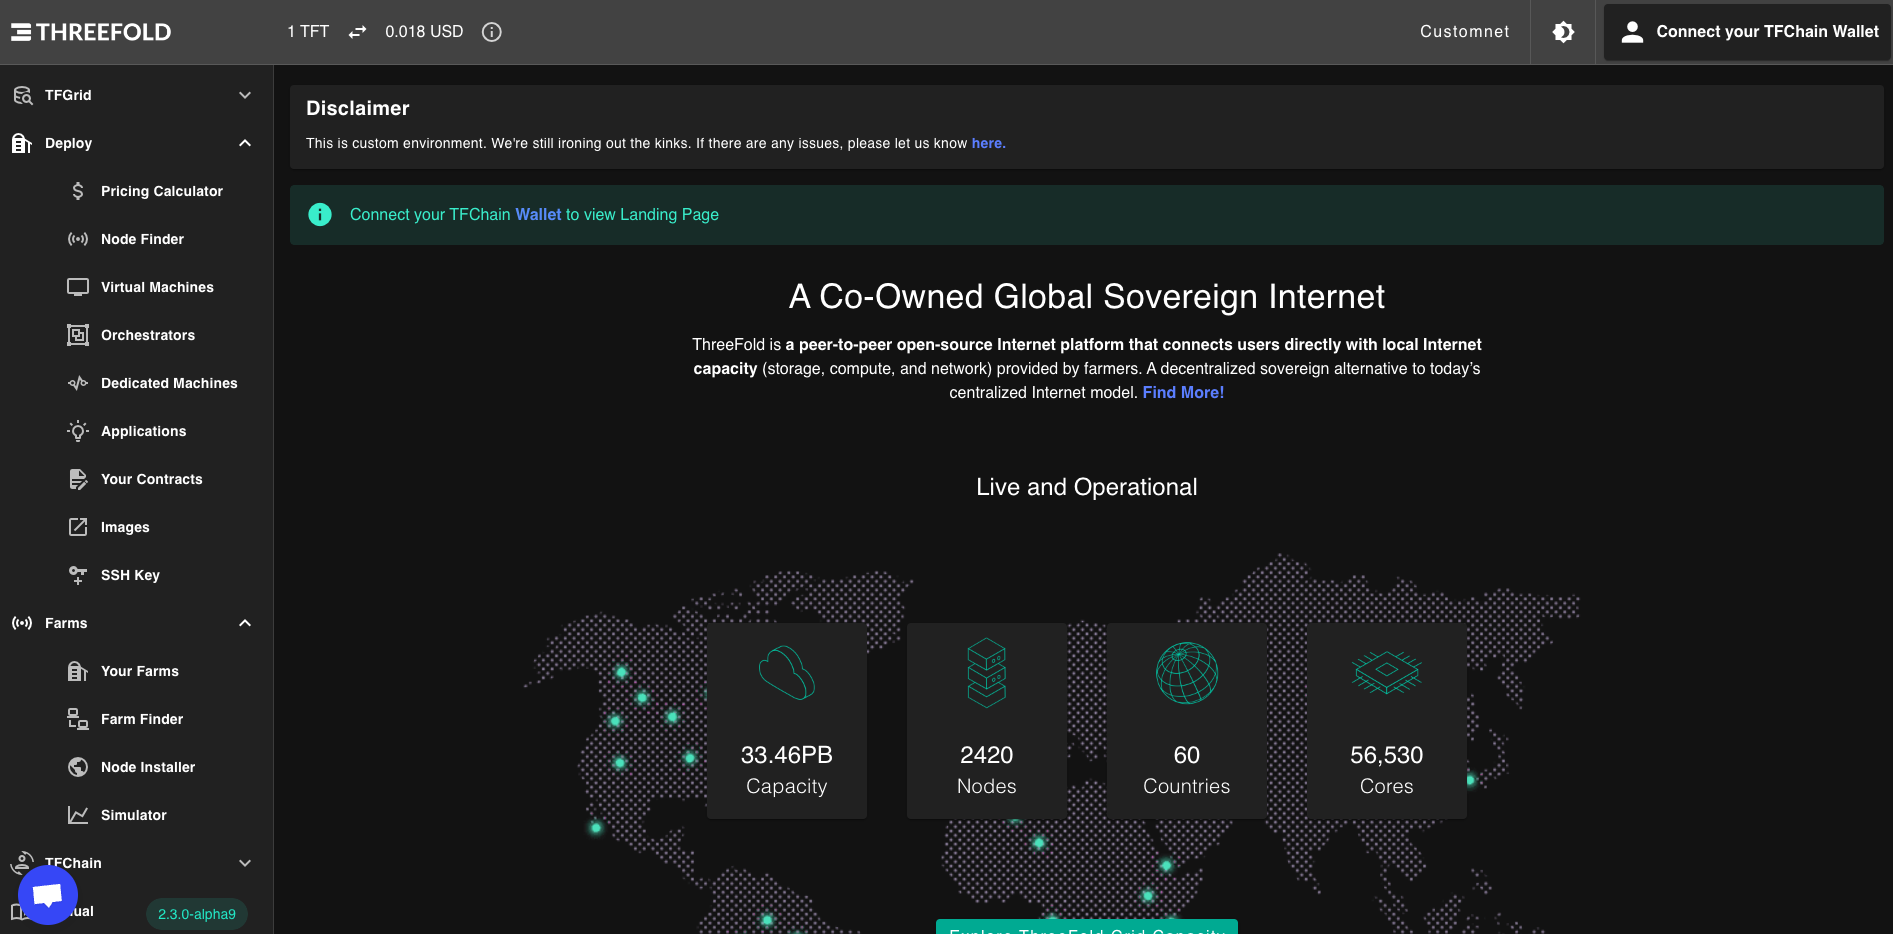 THREEFOLD
1 TFT
0.018 USD
Customnet
Connect your TFChain Wallet
TFGrid
Deploy
Pricing Calculator
Node Finder
Virtual Machines
Orchestrators
Dedicated Machines
Applications
Your Contracts
Images
SSH Key
Farms
Your Farms
Farm Finder
Node Installer
Simulator
TFChain
2.3.0-alpha9
Disclaimer
This is custom environment. We're still ironing out the kinks. If there are any issues, please let us know here.
Connect your TFChain Wallet to view Landing Page
A Co-Owned Global Sovereign Internet
ThreeFold is a peer-to-peer open-source Internet platform that connects users directly with local Internet
capacity (storage, compute, and network) provided by farmers. A decentralized sovereign alternative to today’s
centralized Internet model. Find More!
Live and Operational
33.46PB
Capacity
2420
Nodes
60
Countries
56,530
Cores
Explore ThreeFold Grid Capacity